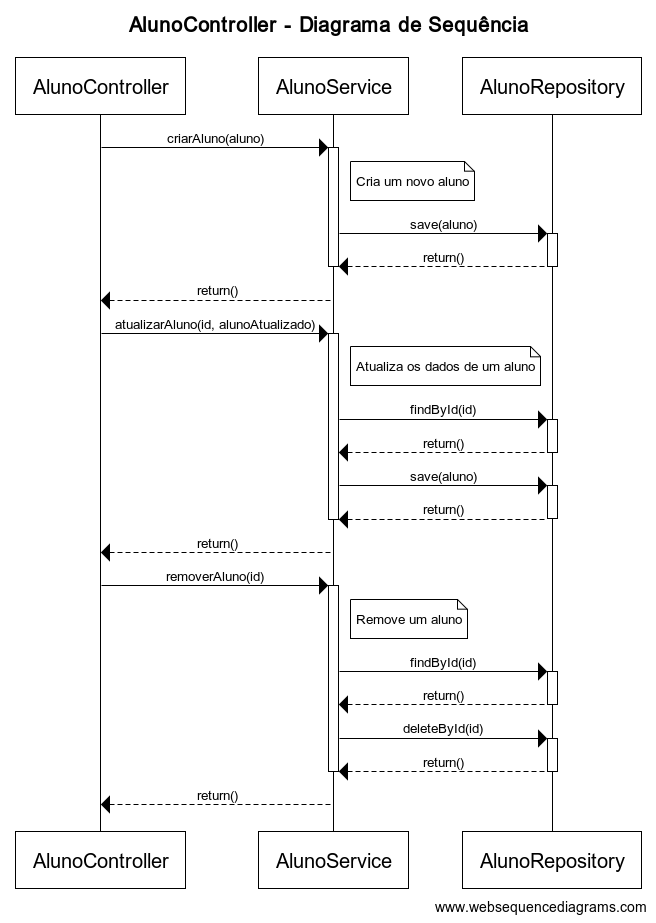 AlunoController - Diagrama de Sequência
AlunoController
AlunoService
AlunoRepository
criarAluno(aluno)
Cria um novo aluno
save(aluno)
return()
return()
atualizarAluno(id, alunoAtualizado)
Atualiza os dados de um aluno
findById(id)
return()
save(aluno)
return()
return()
removerAluno(id)
Remove um aluno
findById(id)
return()
deleteById(id)
return()
return()
AlunoController
AlunoService
AlunoRepository
www.websequencediagrams.com